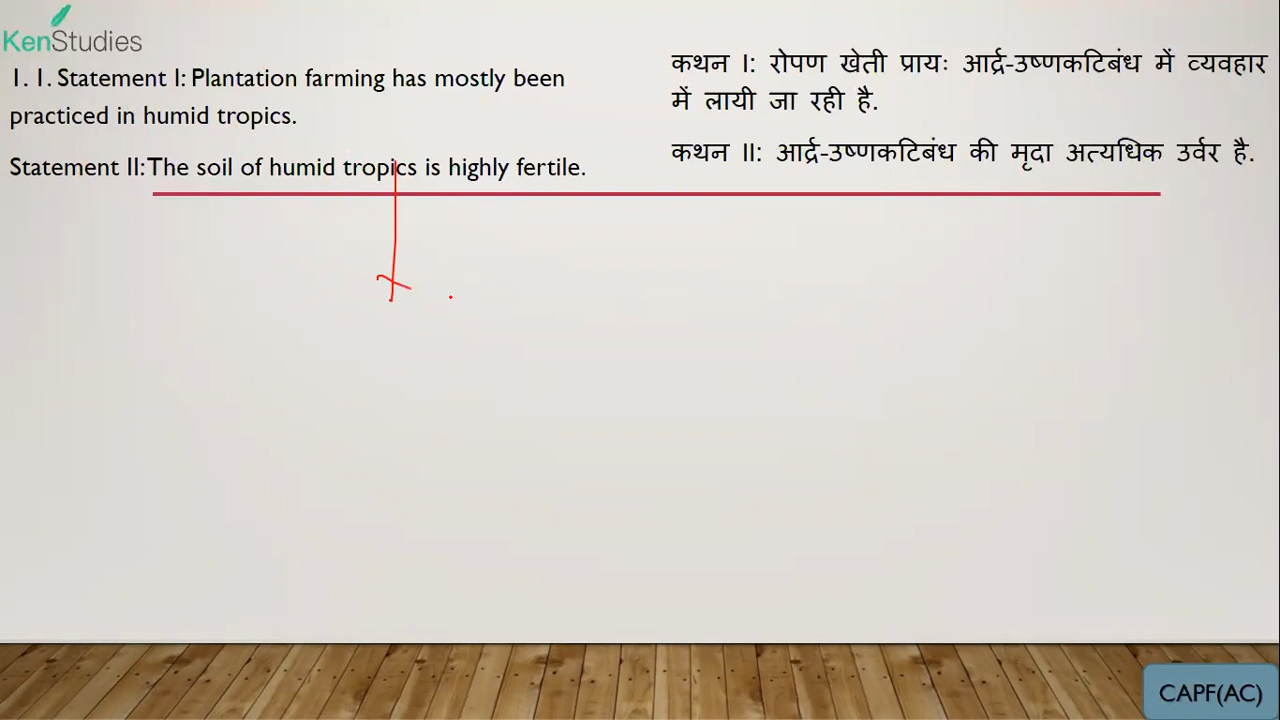 KenStudies
1. 1. Statement I: Plantation farming has mostly been
practiced in humid tropics.
Statement II: The soil of humid tropics is highly fertile.
कथन I: रोपण खेती प्रायः आर्द्र-उष्णकटिबंध में व्यवहार
में लायी जा रही है.
कथन II: आर्द्र-उष्णकटिबंध की मृदा अत्यधिक उर्वर है.
CAPF(AC)